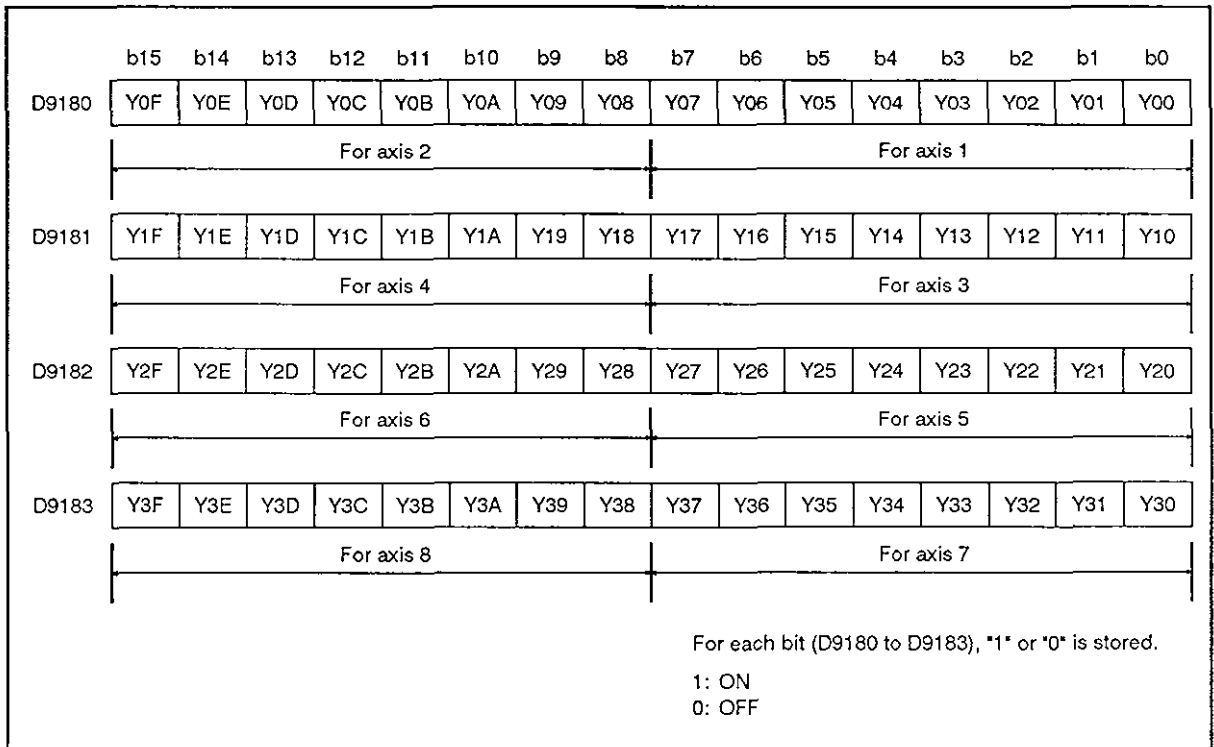 b15 b14 b13 b12 b11 b10 b9 b8 b7 b6 b5 b4 b3 b2 b1 b0
D9180 Y0F Y0E Y0D Y0C Y0B Y0A Y09 Y08 Y07 Y06 Y05 Y04 Y03 Y02 Y01 Y00
For axis 2 For axis 1
D9181 Y1F Y1E Y1D Y1C Y1B Y1A Y19 Y18 Y17 Y16 Y15 Y14 Y13 Y12 Y11 Y10
For axis 4 For axis 3
D9182 Y2F Y2E Y2D Y2C Y2B Y2A Y29 Y28 Y27 Y26 Y25 Y24 Y23 Y22 Y21 Y20
For axis 6 For axis 5
D9183 Y3F Y3E Y3D Y3C Y3B Y3A Y39 Y38 Y37 Y36 Y35 Y34 Y33 Y32 Y31 Y30
For axis 8 For axis 7
For each bit (D9180 to D9183), "1" or "0" is stored.
1: ON
0: OFF